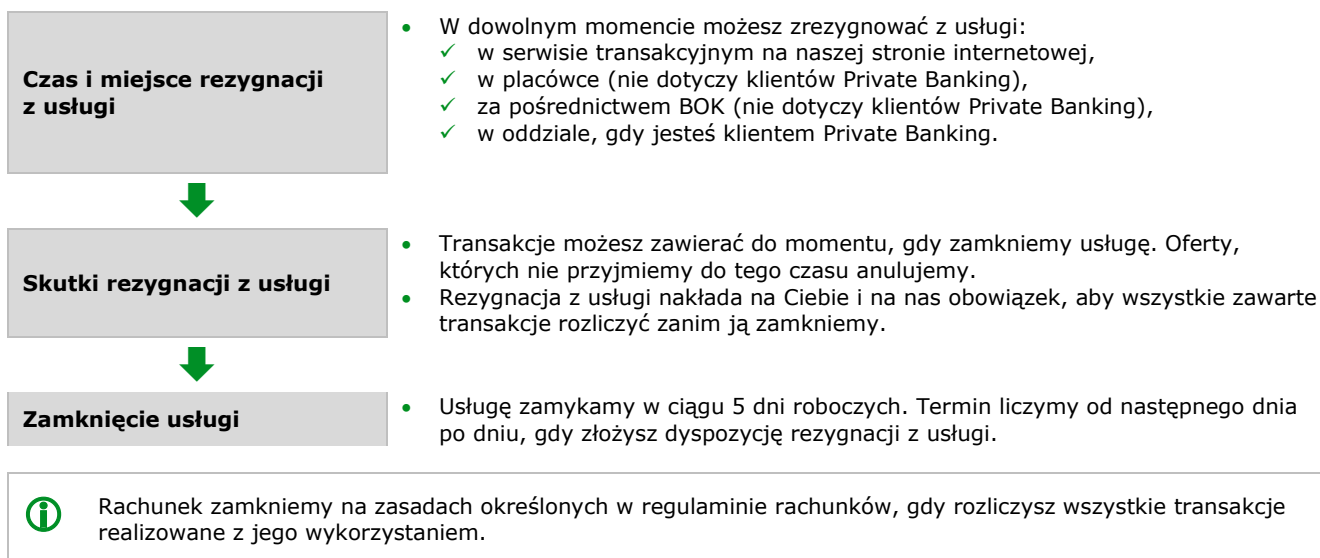 Czas i miejsce rezygnacji
z usługi
• W dowolnym momencie możesz zrezygnować z usługi:
✓ w serwisie transakcyjnym na naszej stronie internetowej,
✓ w placówce (nie dotyczy klientów Private Banking),
✓ za pośrednictwem BOK (nie dotyczy klientów Private Banking),
✓ w oddziale, gdy jesteś klientem Private Banking.
Skutki rezygnacji z usługi
• Transakcje możesz zawierać do momentu, gdy zamkniemy usługę. Oferty,
których nie przyjmiemy do tego czasu anulujemy.
• Rezygnacja z usługi nakłada na Ciebie i na nas obowiązek, aby wszystkie zawarte
transakcje rozliczyć zanim ją zamkniemy.
Zamknięcie usługi
• Usługę zamykamy w ciągu 5 dni roboczych. Termin liczymy od następnego dnia
po dniu, gdy złożysz dyspozycję rezygnacji z usługi.
Rachunek zamkniemy na zasadach określonych w regulaminie rachunków, gdy rozliczysz wszystkie transakcje
realizowane z jego wykorzystaniem.